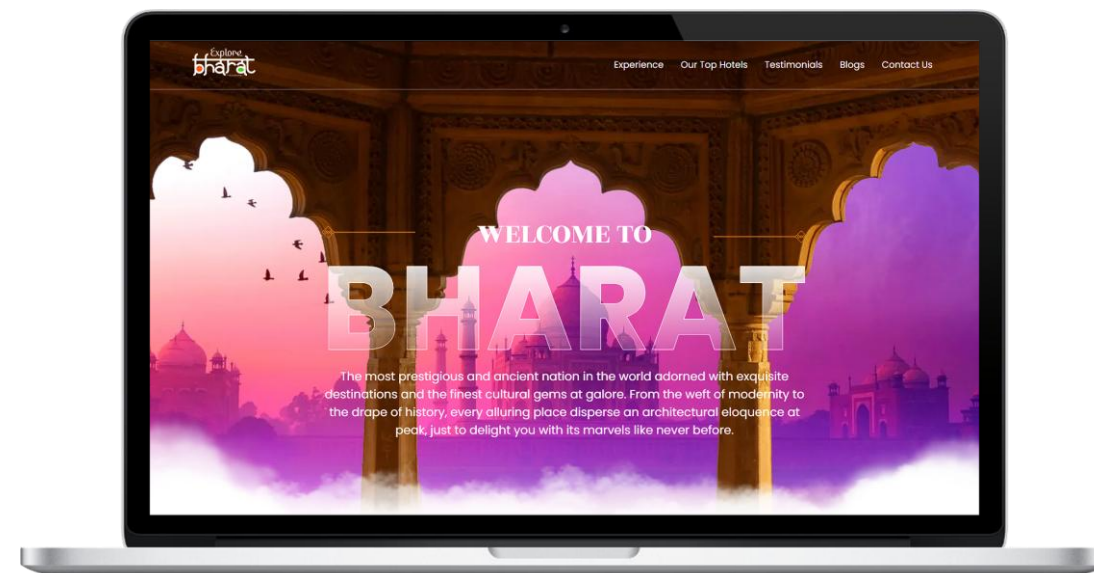 Explore
bharat
Experience Our Top Hotels Testimonials Blogs Contact Us
WELCOME TO
BHARAT
The most prestigious and ancient nation in the world adorned with exquisite
destinations and the finest cultural gems at galore. From the weft of modernity to
the drape of history, every alluring place disperse an architectural eloquence at
peak, just to delight you with its marvels like never before.